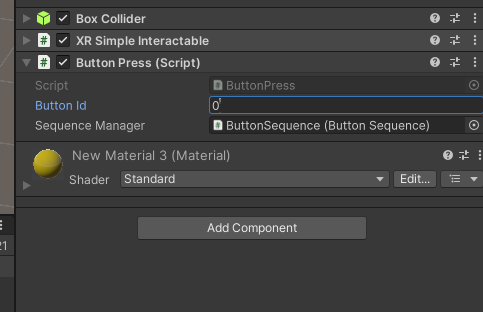 Box Collider
XR Simple Interactable
Button Press (Script)
Script ButtonPress
Button Id 0
Sequence Manager ButtonSequence (Button Sequence)
New Material 3 (Material)
Shader Standard Edit...
21
Add Component